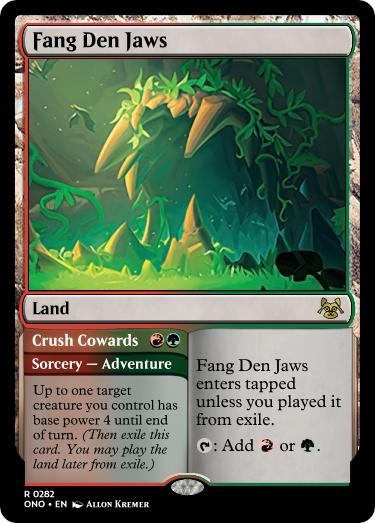 Fang Den Jaws
Land
Crush Cowards
Sorcery — Adventure
Up to one target
creature you control has
base power 4 until end
of turn. (Then exile this
card. You may play the
land later from exile.)
Fang Den Jaws
enters tapped
unless you played it
from exile.
: Add or .
R 0282
ONO • EN Allon Kremer